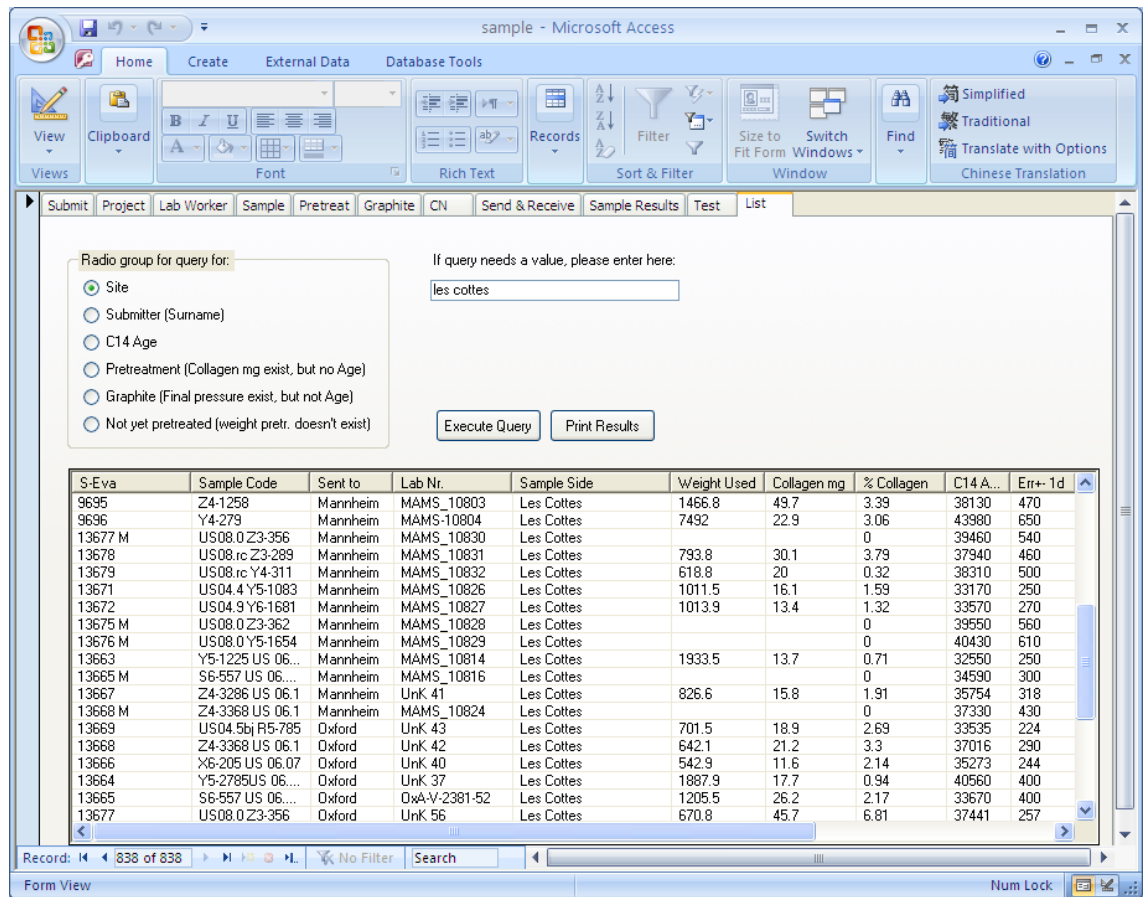 sample - Microsoft Access
Home Create External Data Database Tools
View Clipboard B I U A Records Filter Size to Fit Form Switch Windows Find Simplified Traditional Translate with Options
Views Font Rich Text Sort & Filter Window Chinese Translation
Submit Project Lab Worker Sample Pretreat Graphite CN Send & Receive Sample Results Test List
Radio group for query for: If query needs a value, please enter here:
Site les cottes
Submitter (Surname)
C14 Age
Pretreatment (Collagen mg exist, but no Age)
Graphite (Final pressure exist, but not Age)
Not yet pretreated (weight pretr. doesn't exist) Execute Query Print Results
S-Eva Sample Code Sent to Lab Nr. Sample Side Weight Used Collagen mg % Collagen C14 A... Err+- 1d
9695 Z4-1258 Mannheim MAMS_10803 Les Cottes 1466.8 49.7 3.39 38130 470
9696 Y4-279 Mannheim MAMS-10804 Les Cottes 7492 22.9 3.06 43980 650
13677 M US08.0 Z3-356 Mannheim MAMS_10830 Les Cottes 0 39460 540
13678 US08.rc Z3-289 Mannheim MAMS_10831 Les Cottes 793.8 30.1 3.79 37940 460
13679 US08.rc Y4-311 Mannheim MAMS_10832 Les Cottes 618.8 20 0.32 38310 500
13671 US04.4 Y5-1083 Mannheim MAMS_10826 Les Cottes 1011.5 16.1 1.59 33170 250
13672 US04.9 Y6-1681 Mannheim MAMS_10827 Les Cottes 1013.9 13.4 1.32 33570 270
13675 M US08.0 Z3-362 Mannheim MAMS_10828 Les Cottes 0 39550 560
13676 M US08.0 Y5-1654 Mannheim MAMS_10829 Les Cottes 0 40430 610
13663 Y5-1225 US 06.... Mannheim MAMS_10814 Les Cottes 1933.5 13.7 0.71 32550 250
13665 M S6-557 US 06.... Mannheim MAMS_10816 Les Cottes 0 34590 300
13667 Z4-3286 US 06.1 Mannheim UnK 41 Les Cottes 826.6 15.8 1.91 35754 318
13668 M Z4-3368 US 06.1 Mannheim MAMS_10824 Les Cottes 0 37330 430
13669 US04.5bj R5-785 Oxford UnK 43 Les Cottes 701.5 18.9 2.69 33535 224
13668 Z4-3368 US 06.1 Oxford UnK 42 Les Cottes 642.1 21.2 3.3 37016 290
13666 X6-205 US 06.07 Oxford UnK 40 Les Cottes 542.9 11.6 2.14 35273 244
13664 Y5-2785US 06.... Oxford UnK 37 Les Cottes 1887.9 17.7 0.94 40560 400
13665 S6-557 US 06.... Oxford OxA-V-2381-52 Les Cottes 1205.5 26.2 2.17 33670 400
13677 US08.0 Z3-356 Oxford UnK 56 Les Cottes 670.8 45.7 6.81 37441 257
Record: 838 of 838 No Filter Search
Form View Num Lock